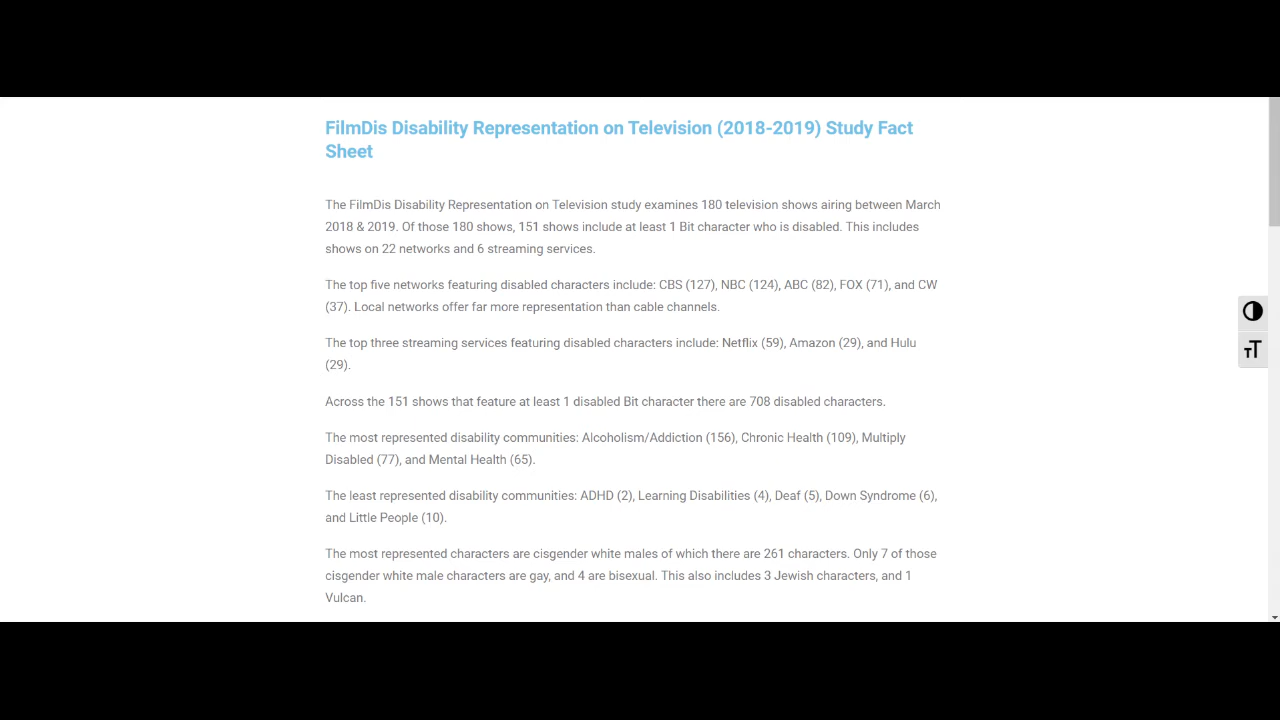 FilmDis Disability Representation on Television (2018-2019) Study Fact
Sheet
The FilmDis Disability Representation on Television study examines 180 television shows airing between March
2018 & 2019. Of those 180 shows, 151 shows include at least 1 Bit character who is disabled. This includes
shows on 22 networks and 6 streaming services.
The top five networks featuring disabled characters include: CBS (127), NBC (124), ABC (82), FOX (71), and CW
(37). Local networks offer far more representation than cable channels.
The top three streaming services featuring disabled characters include: Netflix (59), Amazon (29), and Hulu
(29).
Across the 151 shows that feature at least 1 disabled Bit character there are 708 disabled characters.
The most represented disability communities: Alcoholism/Addiction (156), Chronic Health (109), Multiply
Disabled (77), and Mental Health (65).
The least represented disability communities: ADHD (2), Learning Disabilities (4), Deaf (5), Down Syndrome (6),
and Little People (10).
The most represented characters are cisgender white males of which there are 261 characters. Only 7 of those
cisgender white male characters are gay, and 4 are bisexual. This also includes 3 Jewish characters, and 1
Vulcan.
TT